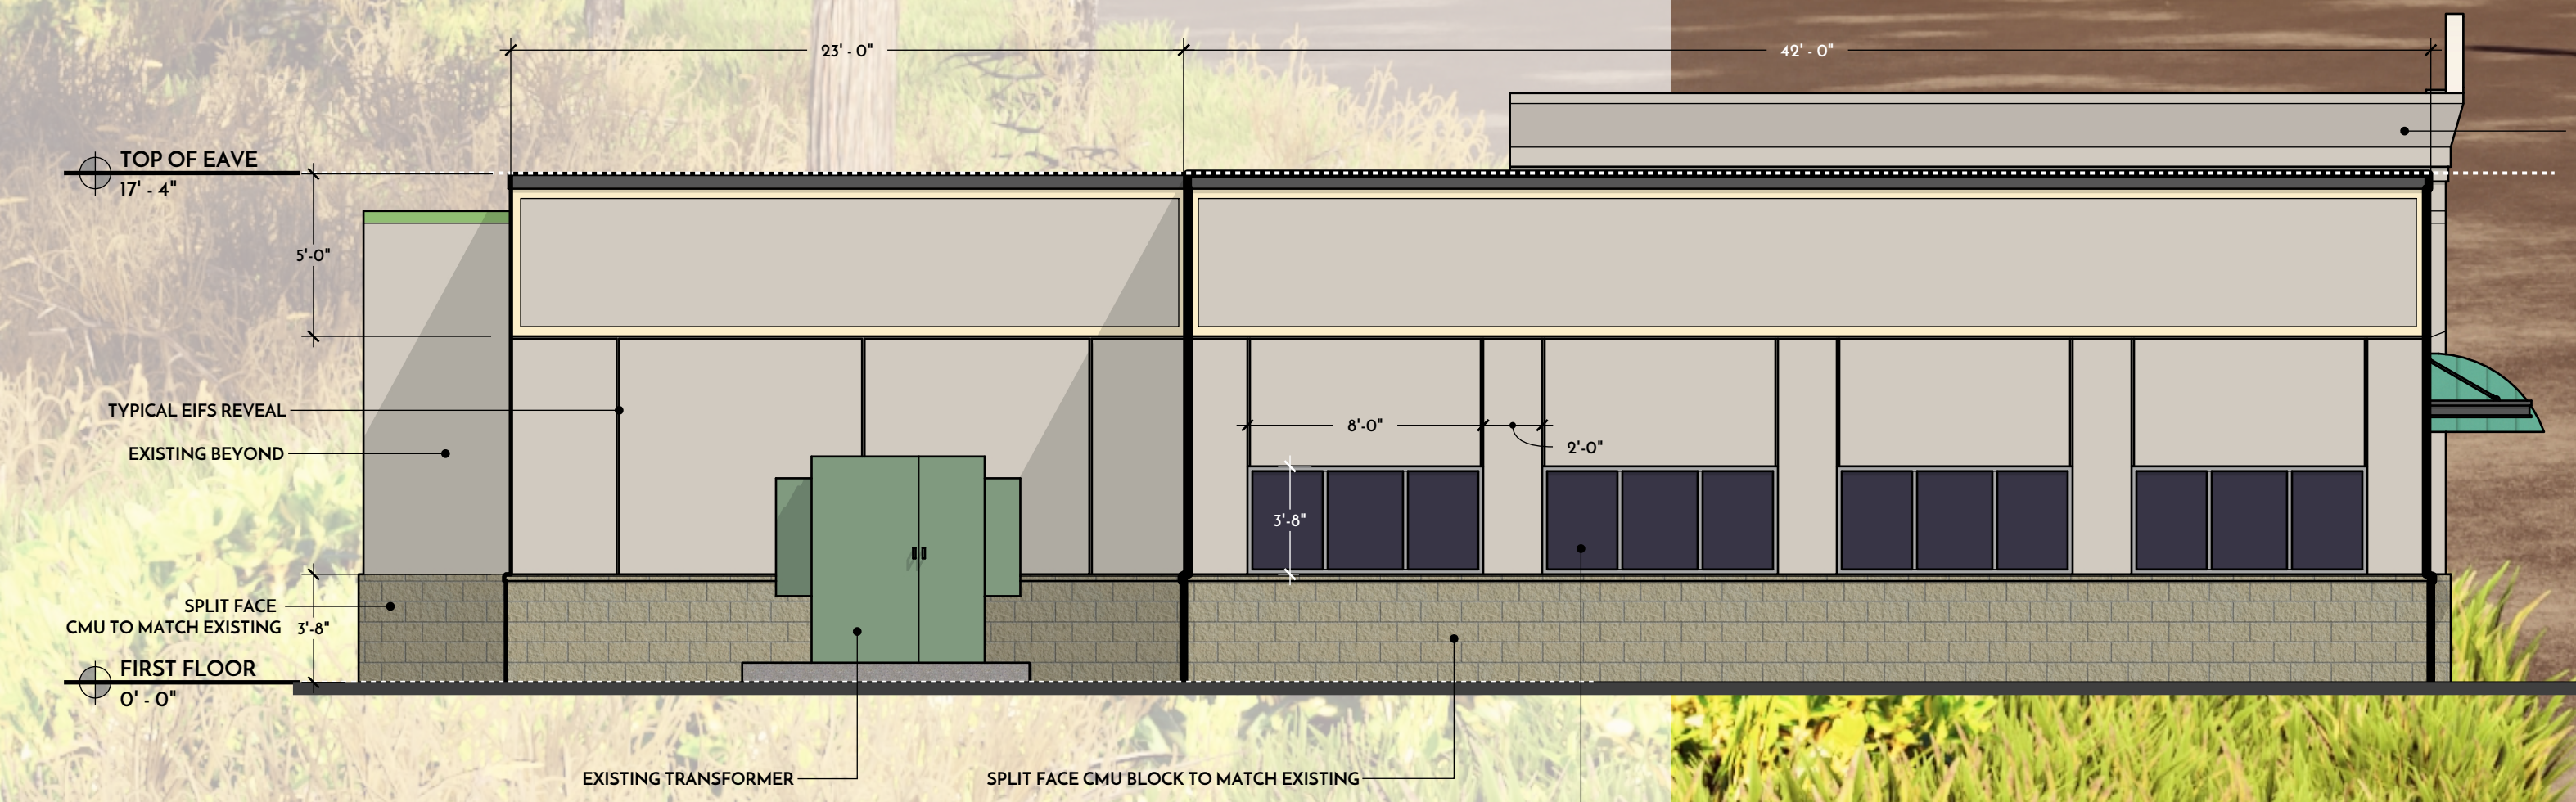 23' - 0"
42' - 0"
TOP OF EAVE
17' - 4"
5'-0"
TYPICAL EIFS REVEAL
EXISTING BEYOND
8'-0"
2'-0"
3'-8"
SPLIT FACE
CMU TO MATCH EXISTING
3'-8"
FIRST FLOOR
0' - 0"
EXISTING TRANSFORMER
SPLIT FACE CMU BLOCK TO MATCH EXISTING